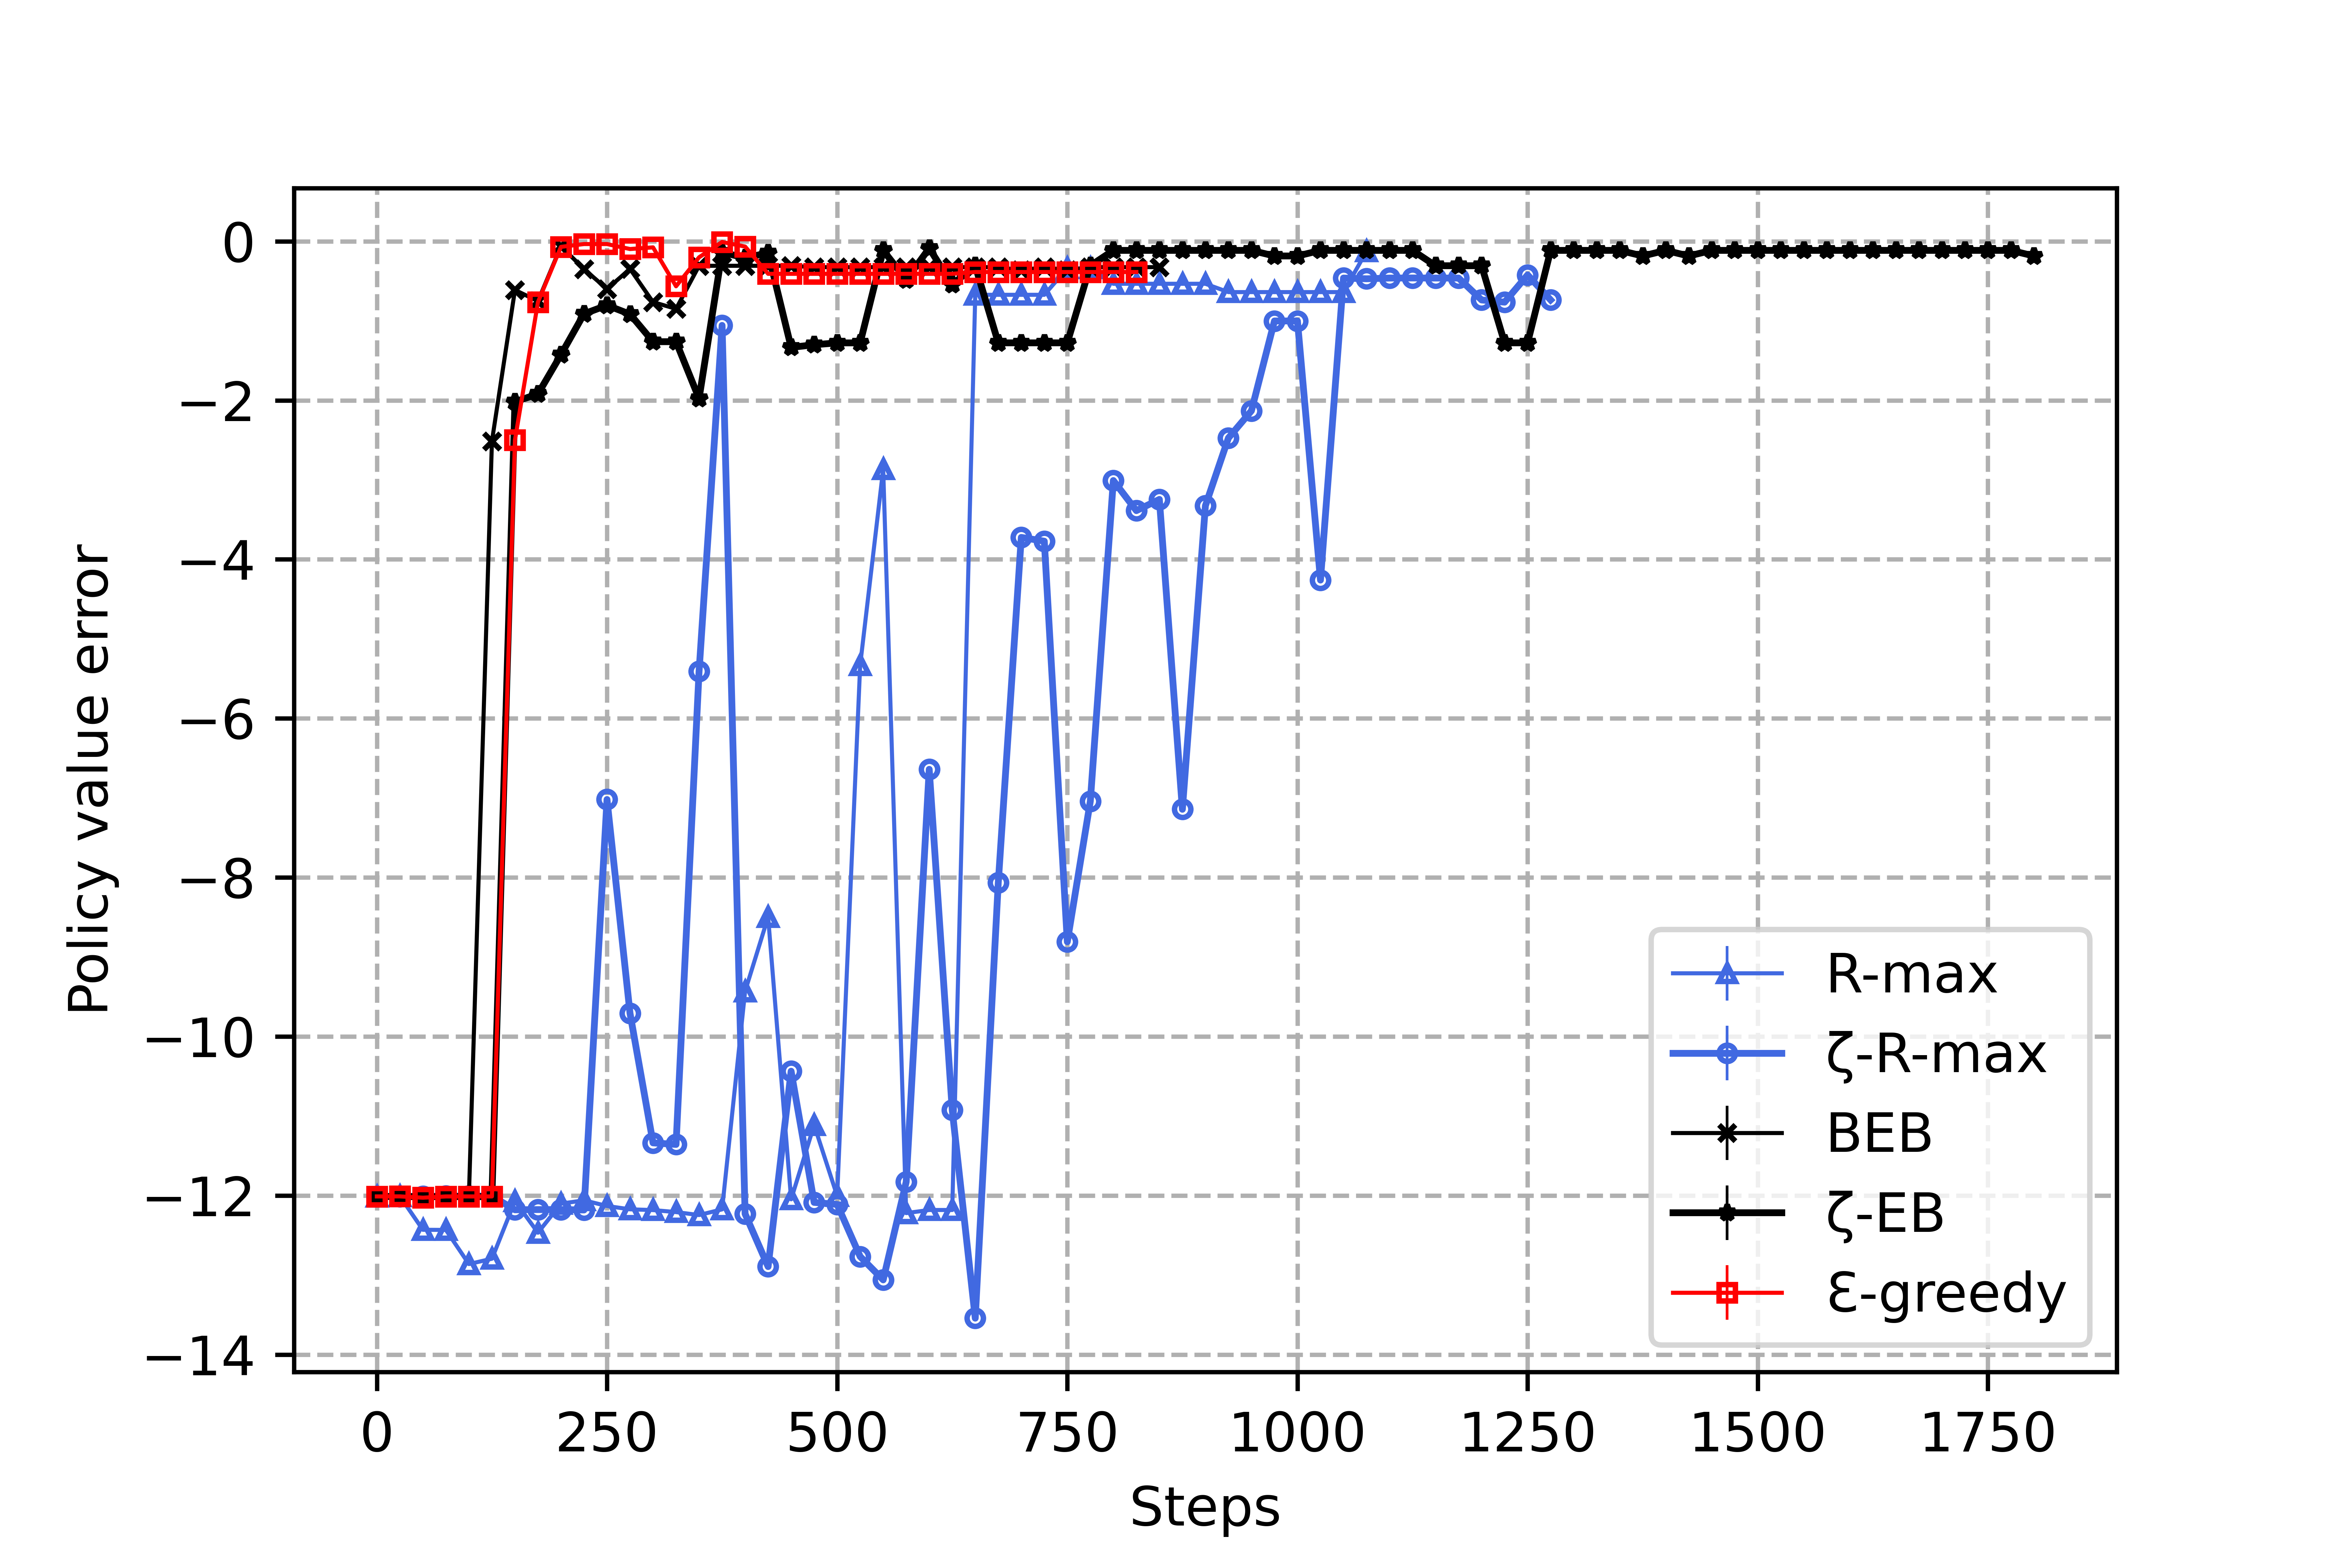 0
−2
−4
−6
−8
−10
−12
−14
Policy value error
0 250 500 750 1000 1250 1500 1750
Steps
R-max
ζ-R-max
BEB
ζ-EB
Ɛ-greedy